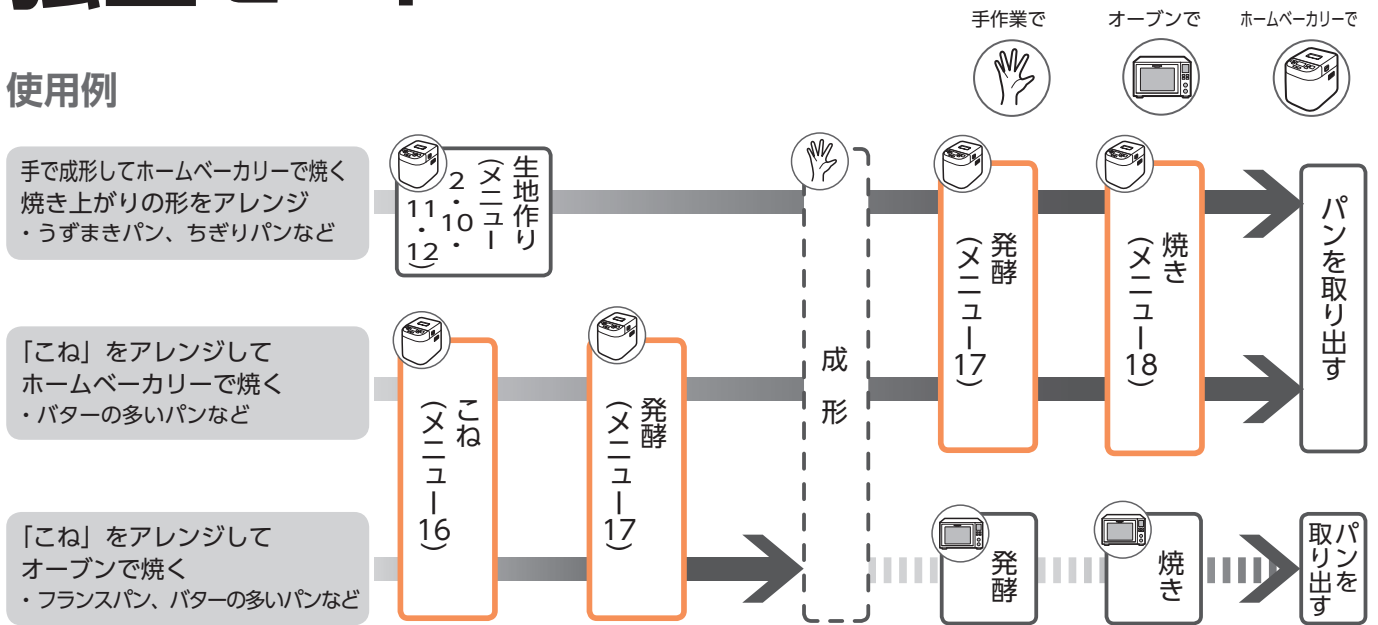 手作業で
オーブンで
ホームベーカリーで
使用例
手で成形してホームベーカリーで焼く
焼き上がりの形をアレンジ
・うずまきパン、ちぎりパンなど
生地作り
(メニュー
2・10・
11・12)
成形
発酵
(メニュー17)
焼き
(メニュー18)
パンを取り出す
「こね」をアレンジして
ホームベーカリーで焼く
・バターの多いパンなど
こね
(メニュー16)
発酵
(メニュー17)
「こね」をアレンジして
オーブンで焼く
・フランスパン、バターの多いパンなど
発酵
焼き
パンを
取り出す